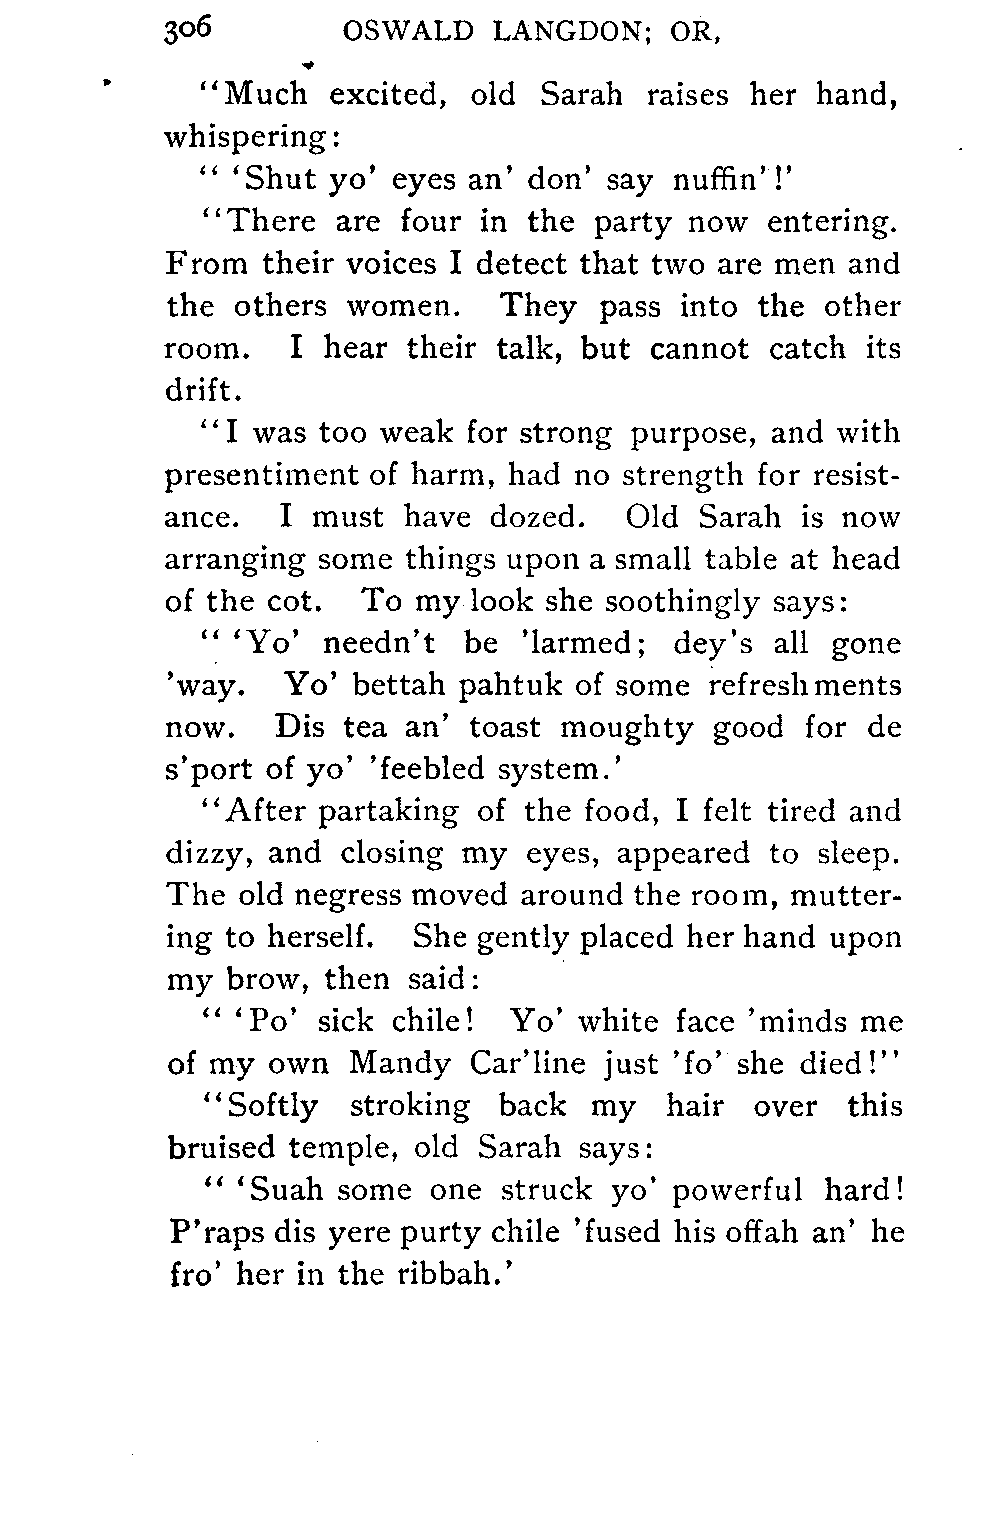 306 OSWALD LANGDON; OR,
"Much excited, old Sarah raises her hand,
whispering:
" 'Shut yo' eyes an' don' say nuffin'!'
"There are four in the party now entering.
From their voices I detect that two are men and
the others women. They pass into the other
room. I hear their talk, but cannot catch its
drift.
"I was too weak for strong purpose, and with
presentiment of harm, had no strength for resist-
ance. I must have dozed. Old Sarah is now
arranging some things upon a small table at head
of the cot. To my look she soothingly says:
" 'Yo' needn't be 'larmed; dey's all gone
'way. Yo' bettah pahtuk of some refreshments
now. Dis tea an' toast moughty good for de
s'port of yo' 'feebled system.'
"After partaking of the food, I felt tired and
dizzy, and closing my eyes, appeared to sleep.
The old negress moved around the room, mutter-
ing to herself. She gently placed her hand upon
my brow, then said:
" 'Po' sick chile! Yo' white face 'minds me
of my own Mandy Car'line just 'fo' she died!"
"Softly stroking back my hair over this
bruised temple, old Sarah says:
" 'Suah some one struck yo' powerful hard!
P'raps dis yere purty chile 'fused his offah an' he
fro' her in the ribbah.'